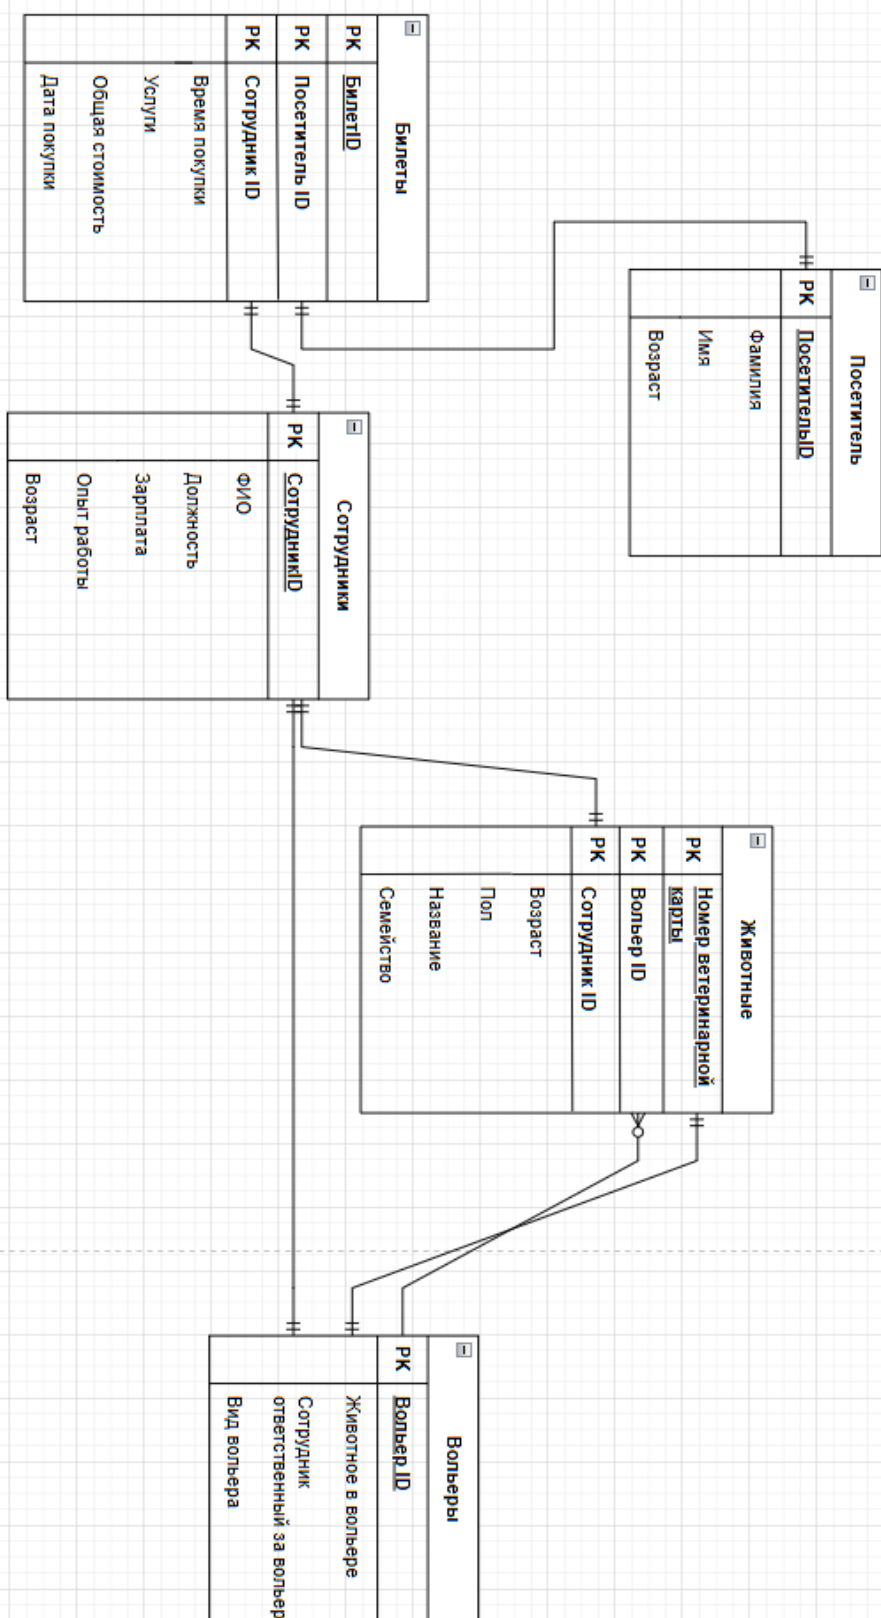 Посетитель
PK ПосетительID
Фамилия
Имя
Возраст
Билеты
PK БилетID
PK Посетитель ID
PK Сотрудник ID
Время покупки
Услуги
Общая стоимость
Дата покупки
Сотрудники
PK СотрудникID
ФИО
Должность
Зарплата
Опыт работы
Возраст
Животные
PK Номер ветеринарной
карты
PK Вольер ID
PK Сотрудник ID
Возраст
Пол
Название
Семейство
Вольеры
PK Вольер ID
Животное в вольере
Сотрудник
ответственный за вольер
Вид вольера